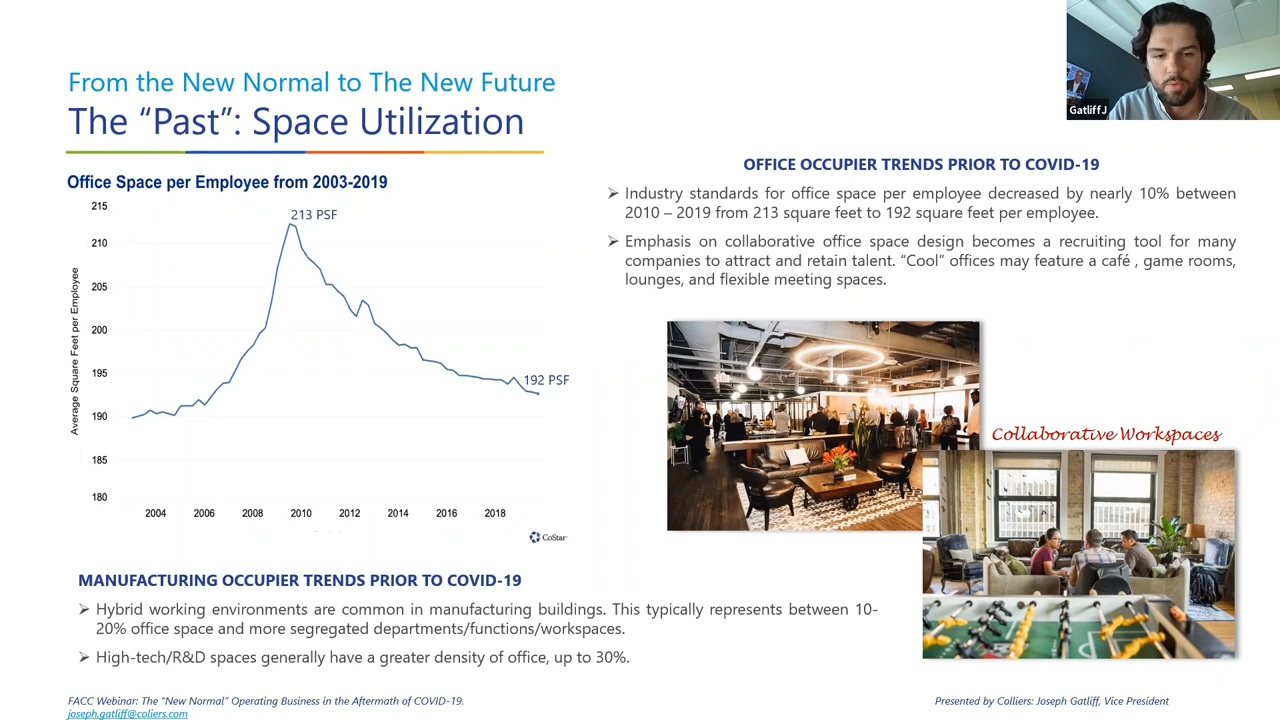 From the New Normal to The New Future
The “Past”: Space Utilization
GatliffJ
Office Space per Employee from 2003-2019
215
210
205
200
195
190
185
180
Average Square Feet per Employee
213 PSF
192 PSF
2004 2006 2008 2010 2012 2014 2016 2018
CoStar
OFFICE OCCUPIER TRENDS PRIOR TO COVID-19
➢ Industry standards for office space per employee decreased by nearly 10% between
2010 – 2019 from 213 square feet to 192 square feet per employee.
➢ Emphasis on collaborative office space design becomes a recruiting tool for many
companies to attract and retain talent. “Cool” offices may feature a café , game rooms,
lounges, and flexible meeting spaces.
Collaborative Workspaces
MANUFACTURING OCCUPIER TRENDS PRIOR TO COVID-19
➢ Hybrid working environments are common in manufacturing buildings. This typically represents between 10-
20% office space and more segregated departments/functions/workspaces.
➢ High-tech/R&D spaces generally have a greater density of office, up to 30%.
FACC Webinar: The “New Normal” Operating Business in the Aftermath of COVID-19.
joseph.gatliff@coliers.com
Presented by Colliers: Joseph Gatliff, Vice President